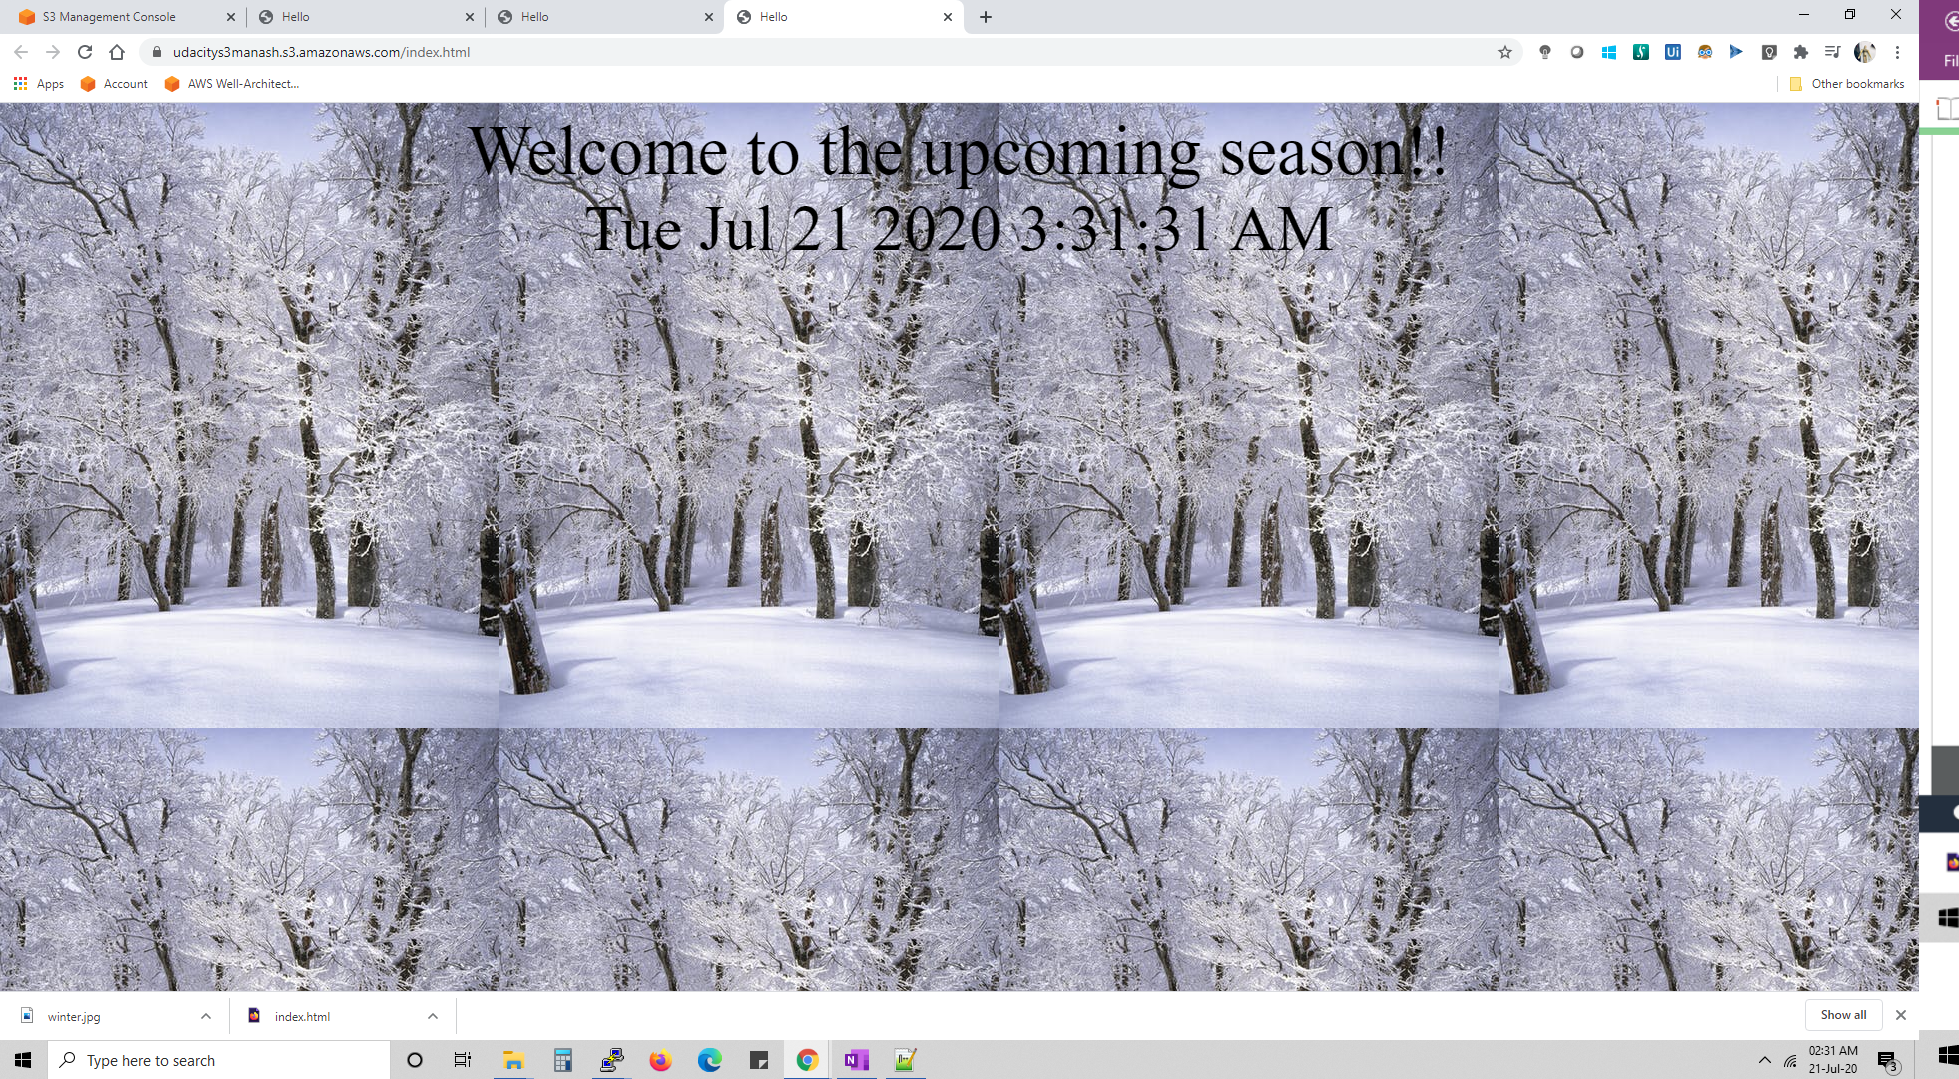 S3 Management Console
Hello
Hello
Hello
udacitys3manash.s3.amazonaws.com/index.html
Ui
Apps
Account
AWS Well-Architect...
Other bookmarks
Fil
Welcome to the upcoming season!!
Tue Jul 21 2020 3:31:31 AM
winter.jpg
index.html
Show all
Type here to search
N
02:31 AM
21-Jul-20
3